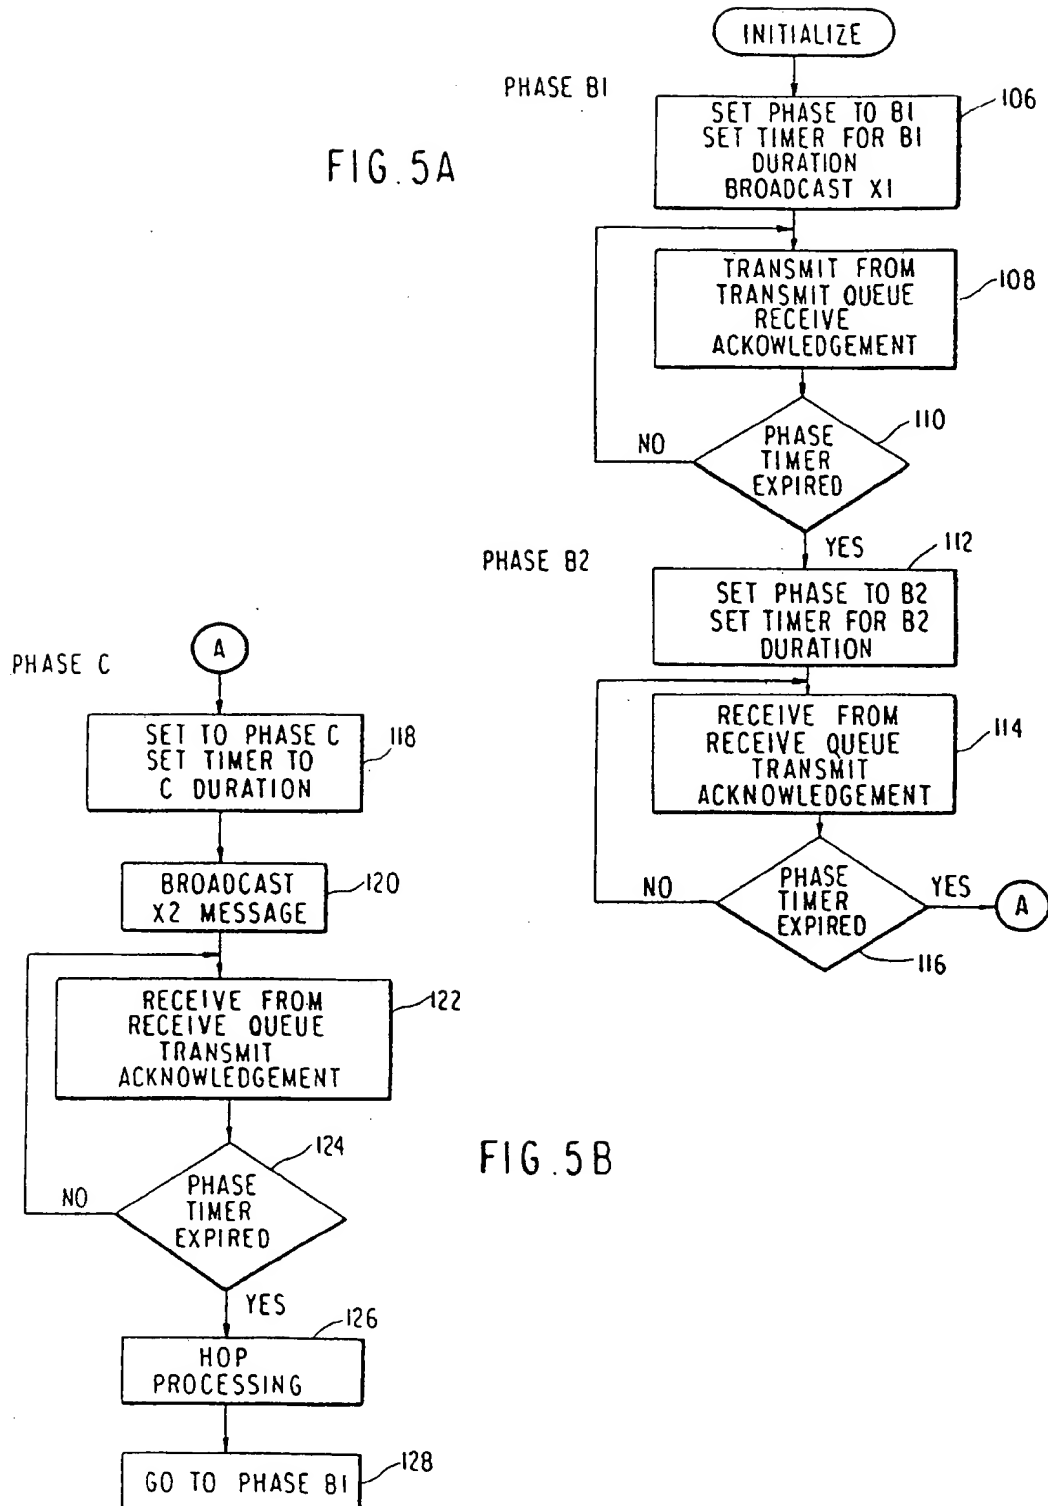 FIG. 5A
INITIALIZE
PHASE B1
SET PHASE TO B1
SET TIMER FOR B1
DURATION
BROADCAST X1
106
TRANSMIT FROM
TRANSMIT QUEUE
RECEIVE
ACKOWLEDGEMENT
108
PHASE
TIMER
EXPIRED
110
NO
YES
PHASE B2
112
SET PHASE TO B2
SET TIMER FOR B2
DURATION
RECEIVE FROM
RECEIVE QUEUE
TRANSMIT
ACKNOWLEDGEMENT
114
PHASE
TIMER
EXPIRED
116
NO
YES
A
FIG. 5B
A
PHASE C
SET TO PHASE C
SET TIMER TO
C DURATION
118
BROADCAST
X2 MESSAGE
120
RECEIVE FROM
RECEIVE QUEUE
TRANSMIT
ACKNOWLEDGEMENT
122
PHASE
TIMER
EXPIRED
124
NO
YES
HOP
PROCESSING
126
GO TO PHASE B1
128